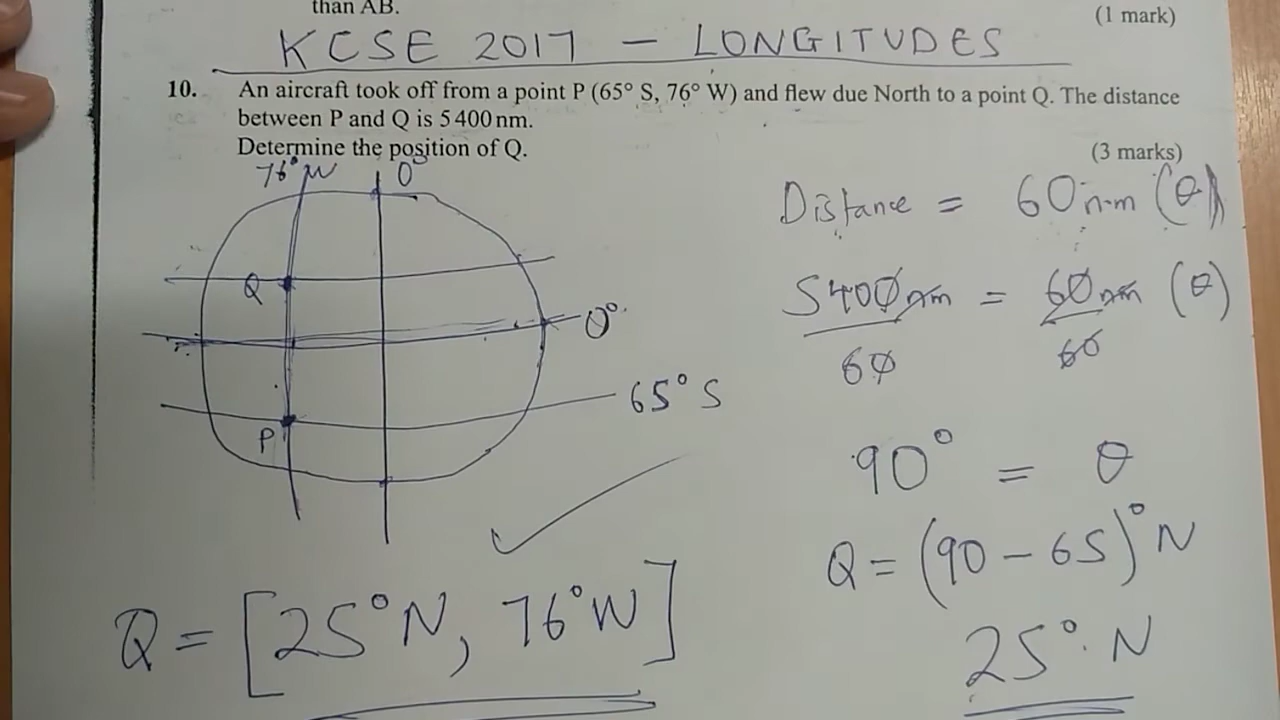 than AB.
(1 mark)
KCSE 2017 - LONGITUDES
10. An aircraft took off from a point P (65° S, 76° W) and flew due North to a point Q. The distance
between P and Q is 5400 nm.
Determine the position of Q.
(3 marks)
76° W 0°
Q
0°
65° S
P
Distance = 60 n.m (θ)
5400 nm = 60 nm (θ)
60 60
90° = θ
Q = (90 - 65)° N
25° N
Q = [25° N, 76° W]